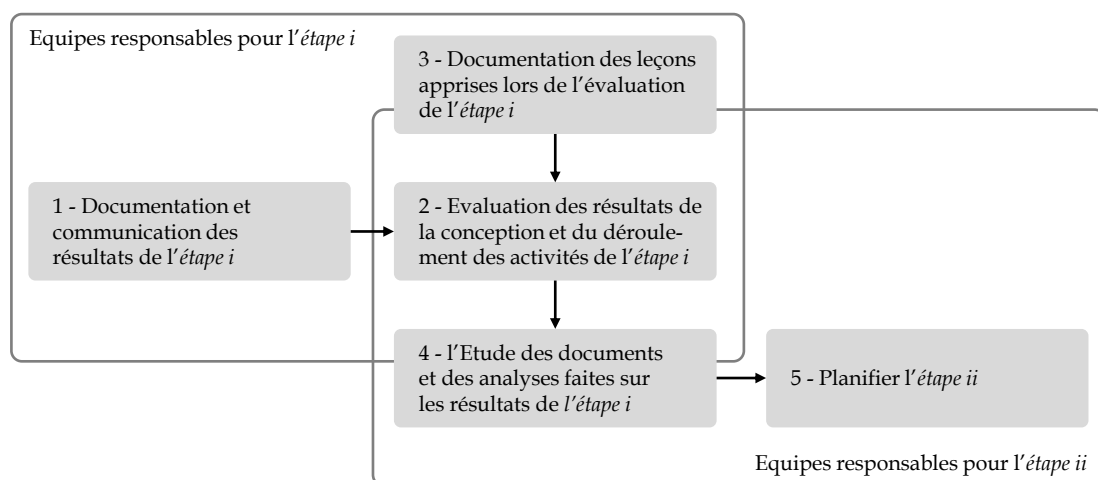 Equipes responsables pour l'étape i
3 - Documentation des leçons
apprises lors de l'évaluation
de l'étape i
1 - Documentation et
communication des
résultats de l'étape i
2 - Evaluation des résultats de
la conception et du déroule-
ment des activités de l'étape i
4 - l'Etude des documents
et des analyses faites sur
les résultats de l'étape i
5 - Planifier l'étape ii
Equipes responsables pour l'étape ii